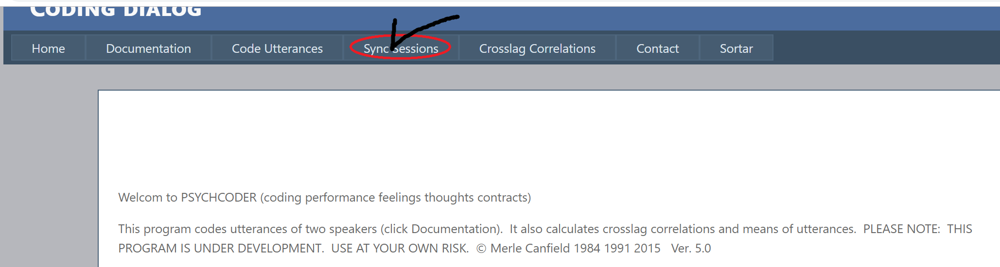 CODING DIALOG
Home Documentation Code Utterances Sync Sessions Crosslag Correlations Contact Sortar
Welcom to PSYCHCODER (coding performance feelings thoughts contracts)
This program codes utterances of two speakers (click Documentation).  It also calculates crosslag correlations and means of utterances.  PLEASE NOTE:  THIS
PROGRAM IS UNDER DEVELOPMENT.  USE AT YOUR OWN RISK.  © Merle Canfield 1984 1991 2015   Ver. 5.0